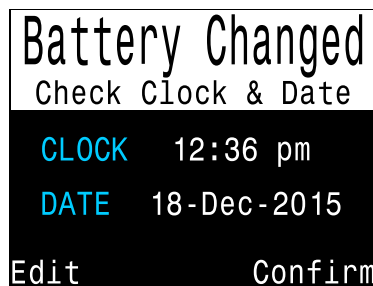 Battery Changed
Check Clock & Date
CLOCK 12:36 pm
DATE 18-Dec-2015
Edit Confirm